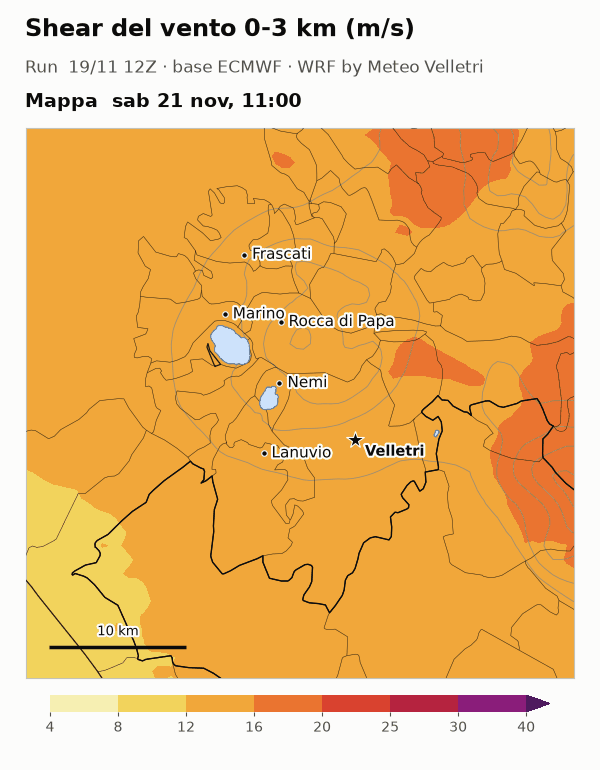 Shear del vento 0-3 km (m/s)
Run 19/11 12Z · base ECMWF · WRF by Meteo Velletri
Mappa sab 21 nov, 11:00
Frascati
Marino
Rocca di Papa
Nemi
Velletri
Lanuvio
10 km
4 8 12 16 20 25 30 40